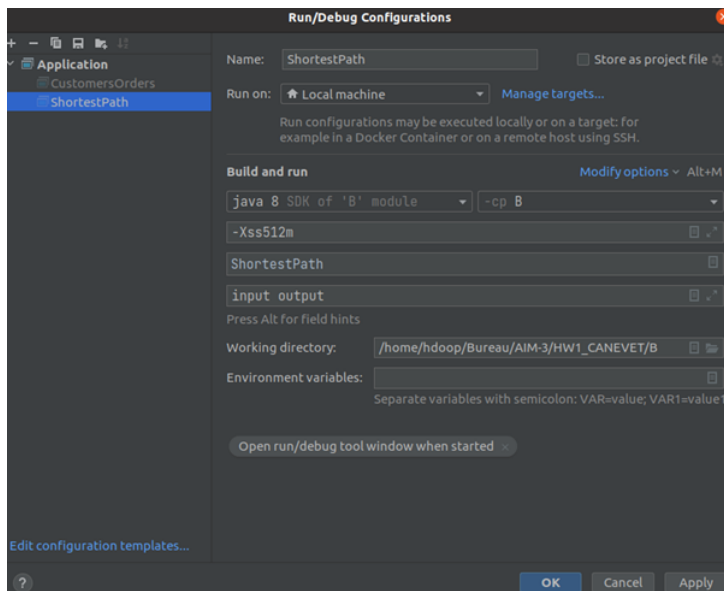 Run/Debug Configurations
Application
CustomersOrders
ShortestPath
Edit configuration templates...
Name: ShortestPath
Store as project file
Run on: Local machine Manage targets...
Run configurations may be executed locally or on a target: for
example in a Docker Container or on a remote host using SSH.
Build and run Modify options Alt+M
java 8 SDK of 'B' module -cp B
-Xss512m
ShortestPath
input output
Press Alt for field hints
Working directory: /home/hdoop/Bureau/AIM-3/HW1_CANEVET/B
Environment variables:
Separate variables with semicolon: VAR=value; VAR1=value1
Open run/debug tool window when started
? OK Cancel Apply